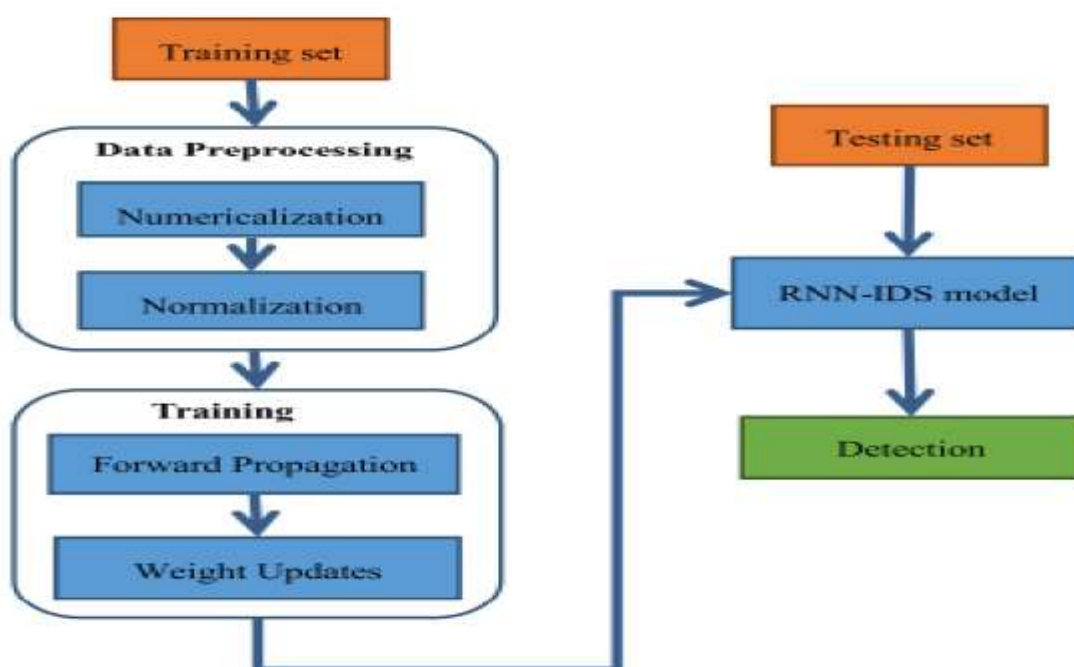 Training set
Data Preprocessing
Numericalization
Normalization
Training
Forward Propagation
Weight Updates
Testing set
RNN-IDS model
Detection